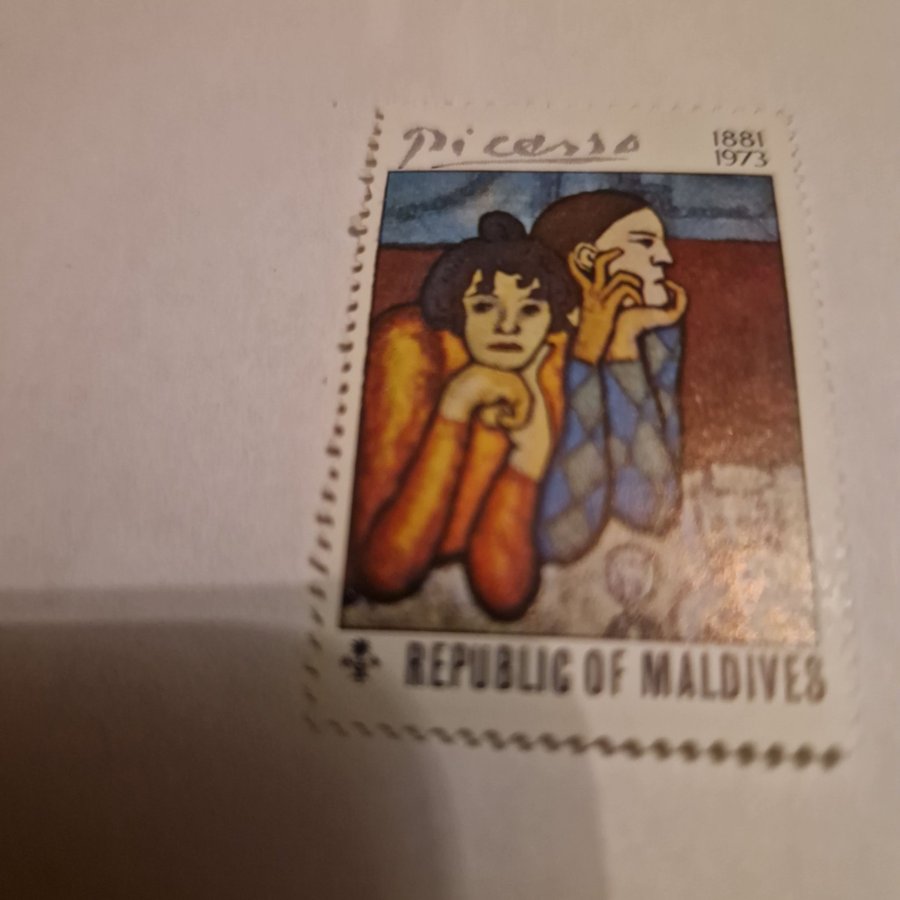 Picasso
1881
1973
REPUBLIC OF MALDIVES